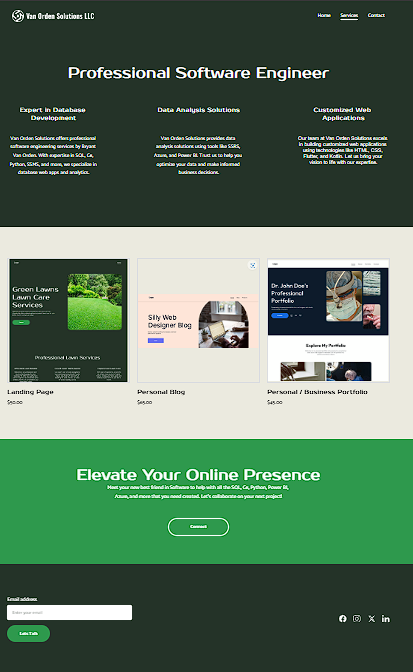 Van Orden Solutions LLC
Home Services Contact
Professional Software Engineer
Expert in Database
Development
Van Orden Solutions offers professional
software engineering services by Bryant
Van Orden. With expertise in SQL, C#,
Python, SSMS, and more, we specialize in
database web apps and analytics.
Data Analysis Solutions
Van Orden Solutions provides data
analysis solutions using tools like SSRS,
Azure, and Power BI. Trust us to help you
optimize your data and make informed
business decisions.
Customized Web
Applications
Our team at Van Orden Solutions excels
in building customized web applications
using technologies like HTML, CSS,
Flutter, and Kotlin. Let us bring your
vision to life with our expertise.
Green Lawns
Lawn Care
Services
Professional Lawn Services
Landing Page
$50.00
Silly Web
Designer Blog
Personal Blog
$65.00
Dr. John Doe's
Professional
Portfolio
Explore My Portfolio
Personal / Business Portfolio
$45.00
Elevate Your Online Presence
Meet your new best friend in Software to help with all the SQL, C#, Python, Power BI,
Azure, and more that you need created. Let's collaborate on your next project!
Connect
Email address
Enter your email
Let's Talk